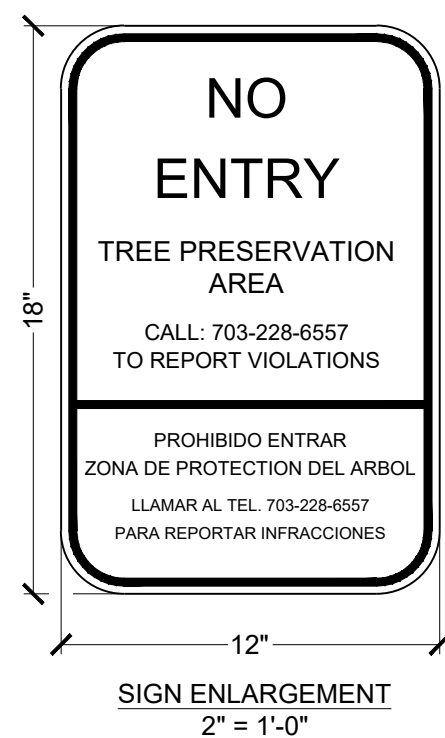 NO
ENTRY
TREE PRESERVATION
AREA
CALL: 703-228-6557
TO REPORT VIOLATIONS
PROHIBIDO ENTRAR
ZONA DE PROTECTION DEL ARBOL
LLAMAR AL TEL. 703-228-6557
PARA REPORTAR INFRACCIONES
18"
12"
SIGN ENLARGEMENT
2" = 1'-0"